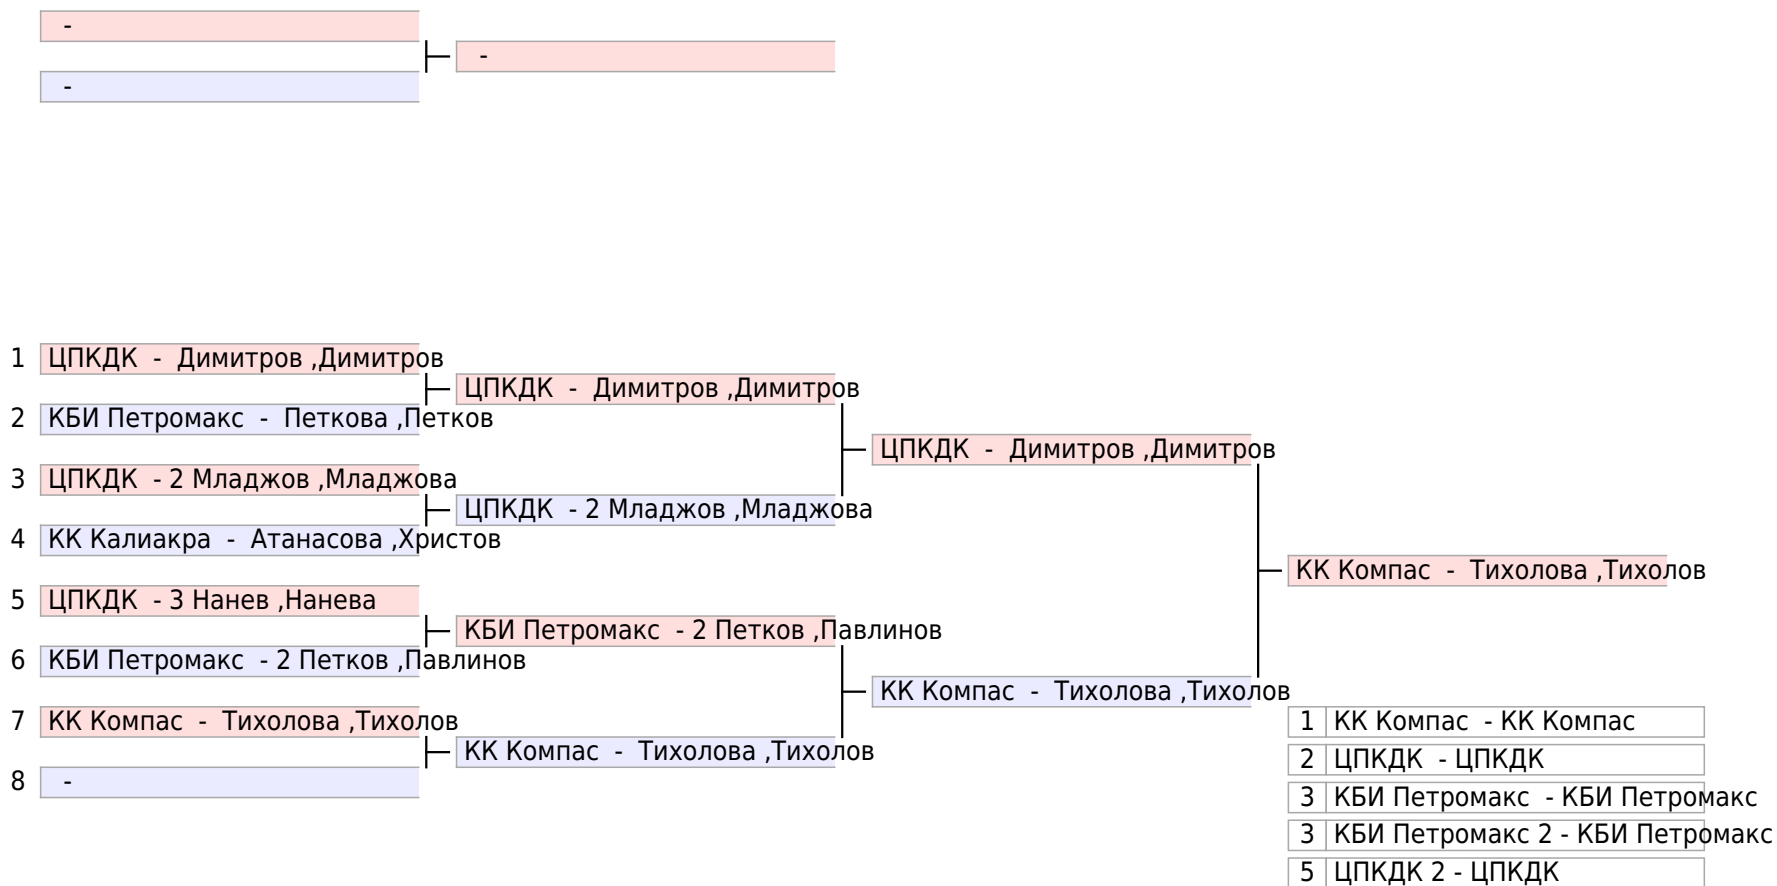 -
-
-
1 ЦПКДК - Димитров ,Димитров
ЦПКДК - Димитров ,Димитров
2 КБИ Петромакс - Петкова ,Петков
ЦПКДК - Димитров ,Димитров
3 ЦПКДК - 2 Младжов ,Младжова
ЦПКДК - 2 Младжов ,Младжова
4 КК Калиакра - Атанасова ,Христов
КК Компас - Тихолова ,Тихолов
5 ЦПКДК - 3 Нанев ,Нанева
КБИ Петромакс - 2 Петков ,Павлинов
6 КБИ Петромакс - 2 Петков ,Павлинов
КК Компас - Тихолова ,Тихолов
7 КК Компас - Тихолова ,Тихолов
КК Компас - Тихолова ,Тихолов
8 -
1 КК Компас - КК Компас
2 ЦПКДК - ЦПКДК
3 КБИ Петромакс - КБИ Петромакс
3 КБИ Петромакс 2 - КБИ Петромакс
5 ЦПКДК 2 - ЦПКДК